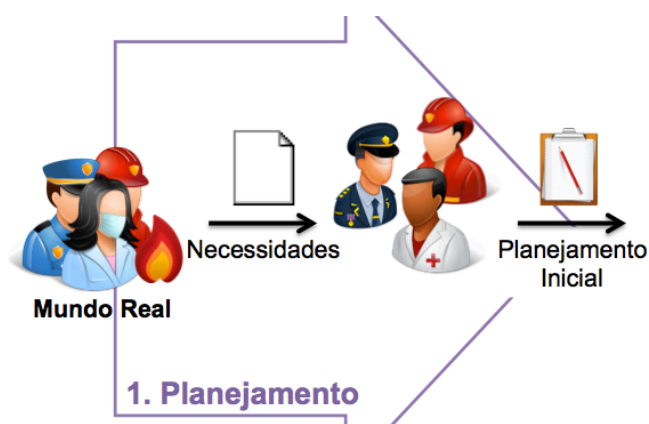 Necessidades
Planejamento
Inicial
Mundo Real
1. Planejamento